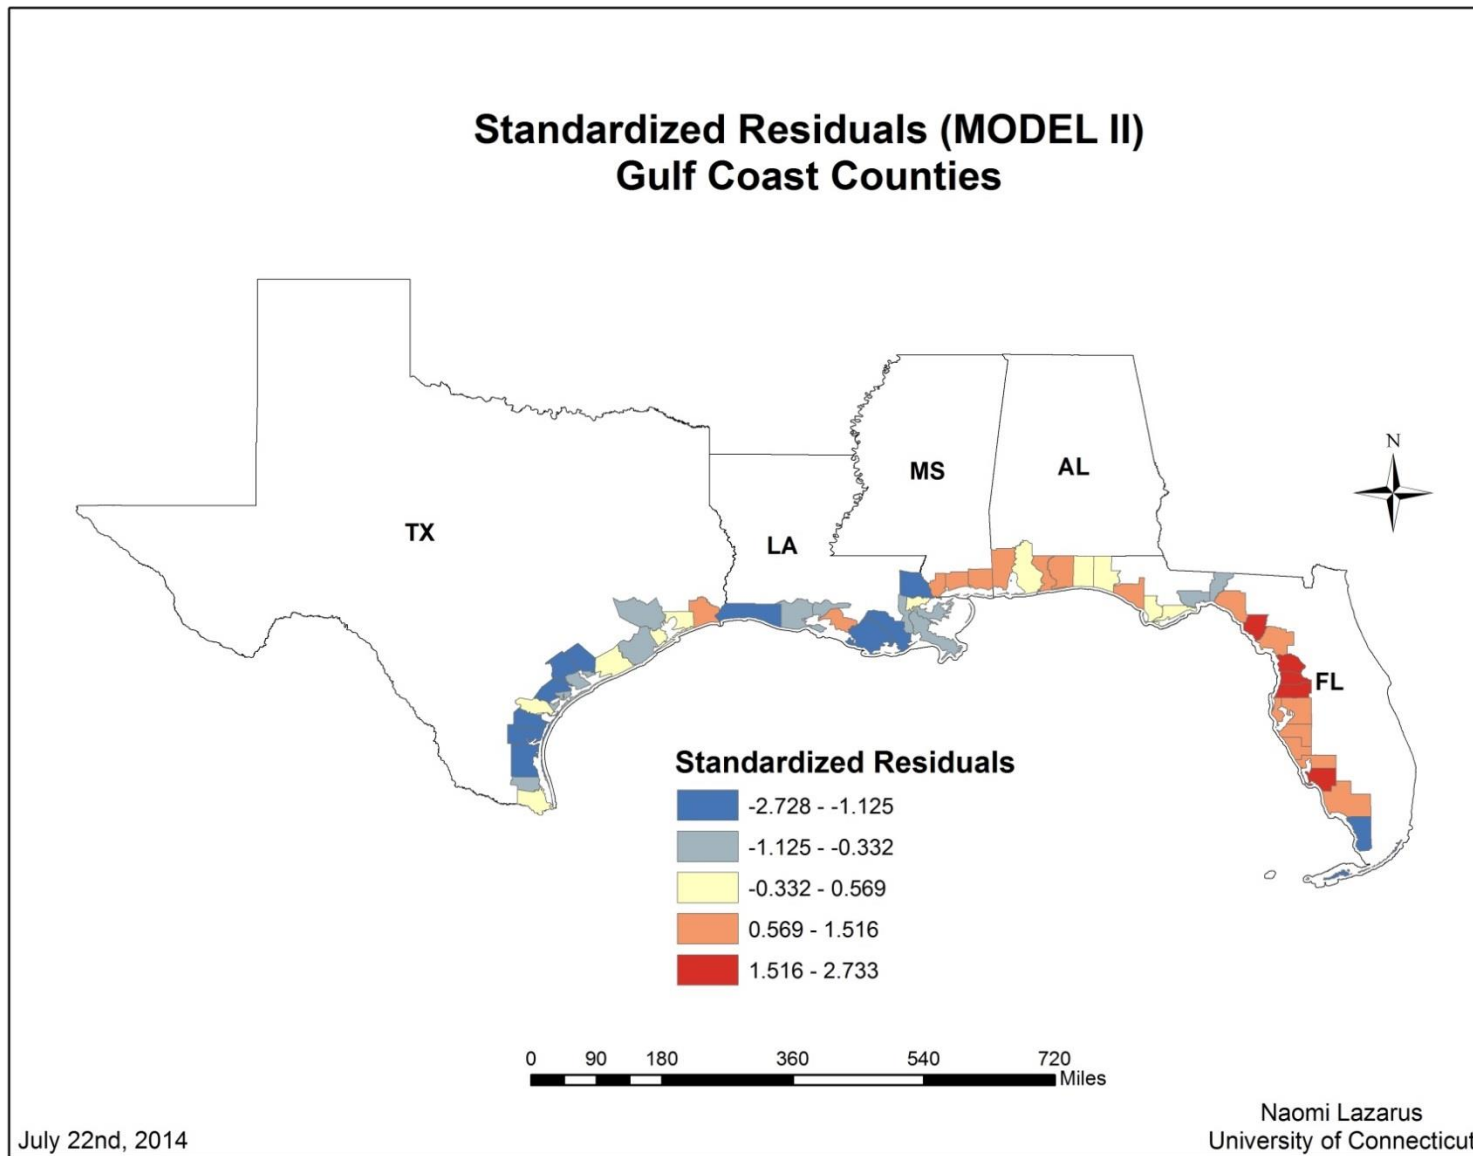 Standardized Residuals (MODEL II)
Gulf Coast Counties
N
MS
AL
TX
LA
FL
Standardized Residuals
-2.728 - -1.125
-1.125 - -0.332
-0.332 - 0.569
0.569 - 1.516
1.516 - 2.733
0 90 180 360 540 720
Miles
Naomi Lazarus
July 22nd, 2014
University of Connecticut